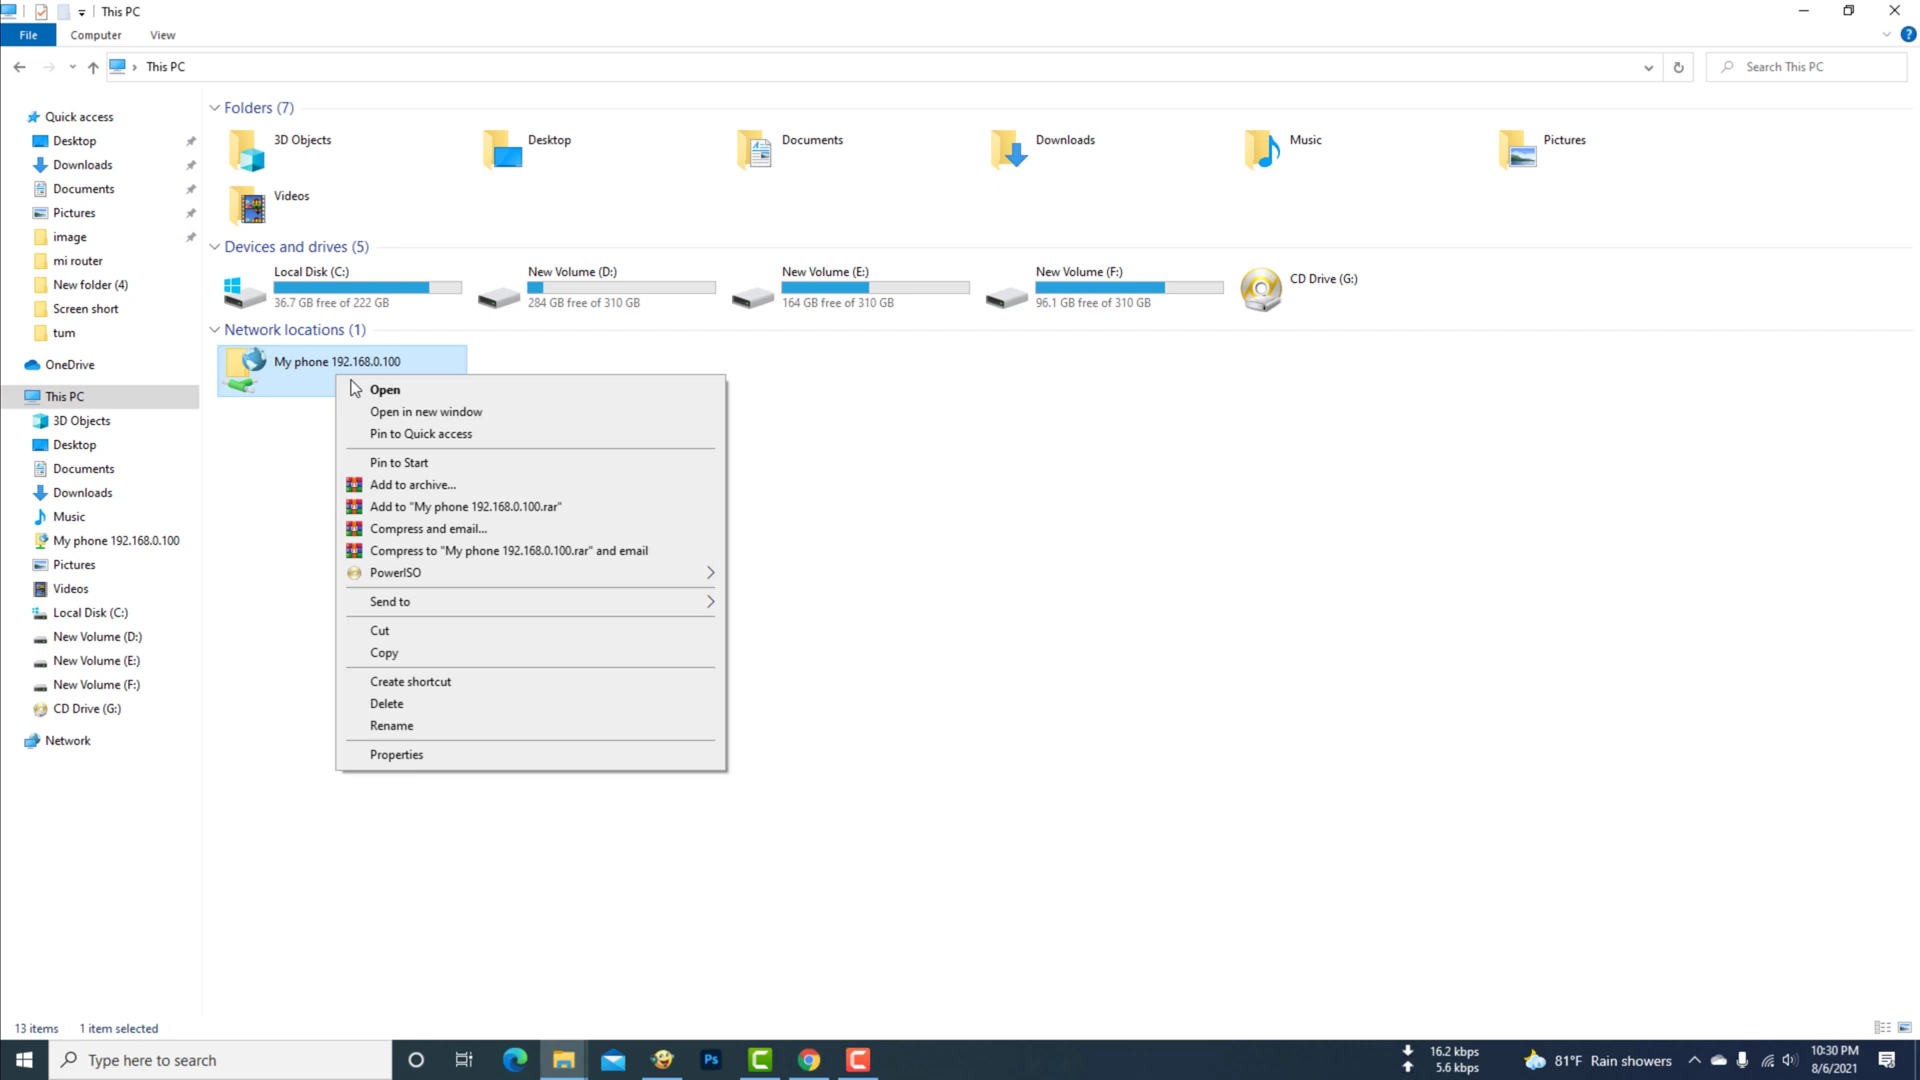 This PC
File
Computer
View
This PC
Search This PC
Quick access
Desktop
Downloads
Documents
Pictures
image
mi router
New folder (4)
Screen short
tum
OneDrive
This PC
3D Objects
Desktop
Documents
Downloads
Music
My phone 192.168.0.100
Pictures
Videos
Local Disk (C:)
New Volume (D:)
New Volume (E:)
New Volume (F:)
CD Drive (G:)
Network
Folders (7)
3D Objects
Desktop
Documents
Downloads
Music
Pictures
Videos
Devices and drives (5)
Local Disk (C:)
36.7 GB free of 222 GB
New Volume (D:)
284 GB free of 310 GB
New Volume (E:)
164 GB free of 310 GB
New Volume (F:)
96.1 GB free of 310 GB
CD Drive (G:)
Network locations (1)
My phone 192.168.0.100
Open
Open in new window
Pin to Quick access
Pin to Start
Add to archive...
Add to "My phone 192.168.0.100.rar"
Compress and email...
Compress to "My phone 192.168.0.100.rar" and email
PowerISO
Send to
Cut
Copy
Create shortcut
Delete
Rename
Properties
13 items
1 item selected
Type here to search
Ps
16.2 kbps
5.6 kbps
81°F Rain showers
10:30 PM
8/6/2021